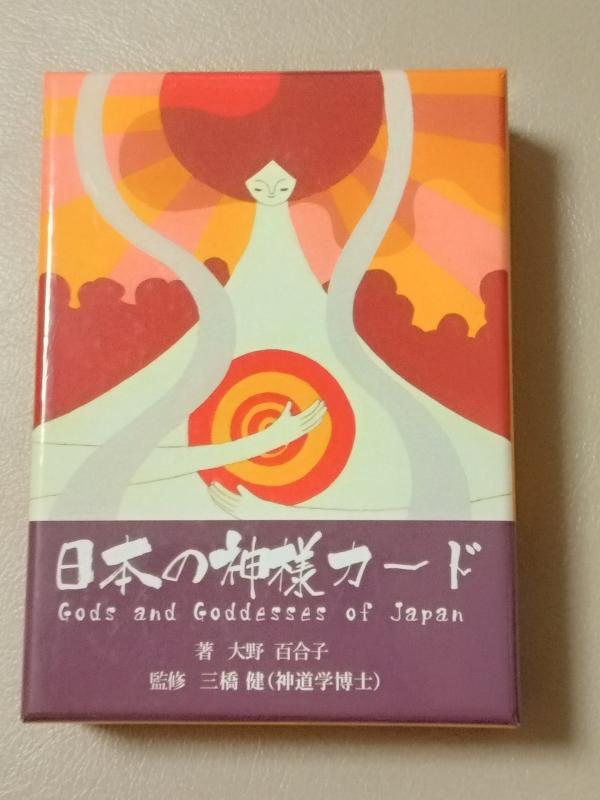 日本の神様カード
Gods and Goddesses of Japan
著 大野 百合子
監修 三橋 健(神道学博士)